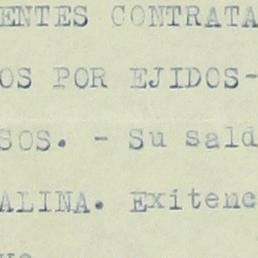 ENTES CONTRATA
OS POR EJIDOS-
SOS. - Su sald
ALINA. Exitenc